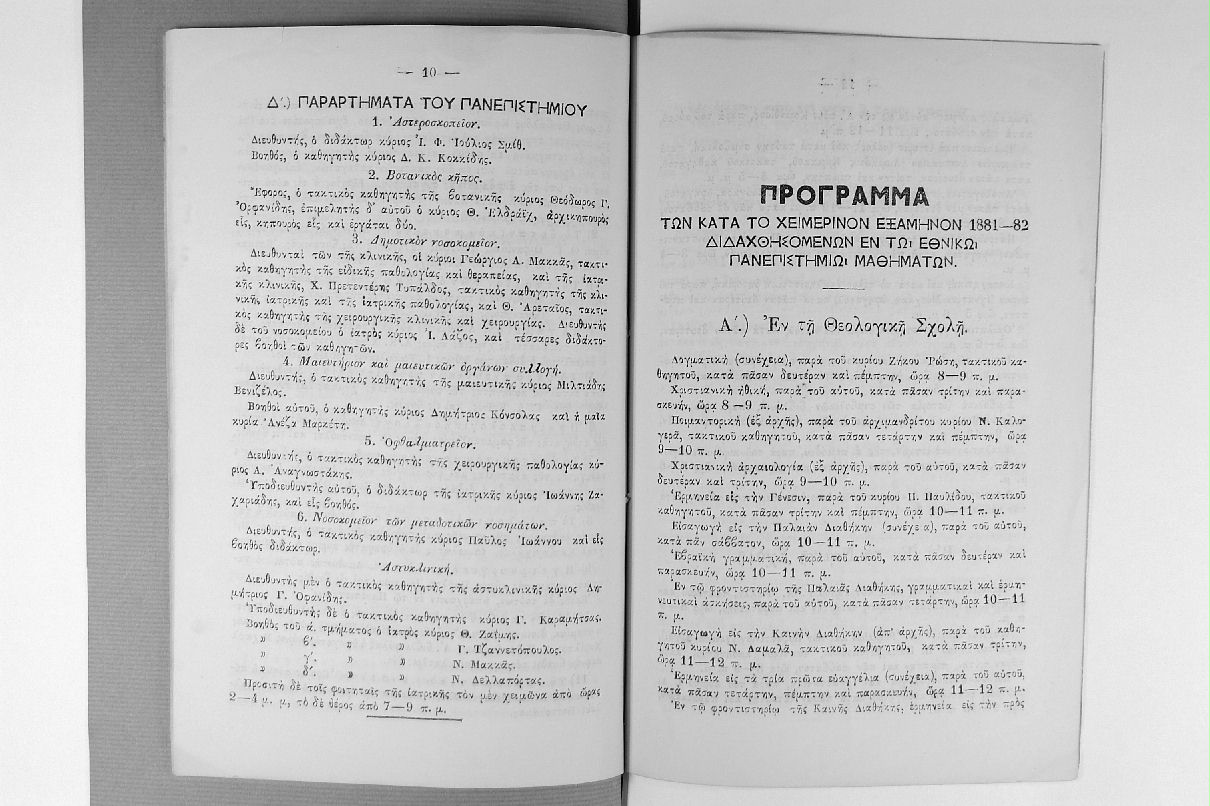 — 10 —
Δ΄.) ΠΑΡΑΡΤΗΜΑΤΑ ΤΟΥ ΠΑΝΕΠΙΣΤΗΜΙΟΥ
1. Ἀστεροσκοπεῖον.
Διευθυντής, ὁ διδάκτωρ κύριος Ἰ. Φ. Ἰούλιος Σμίθ.
Βοηθός, ὁ καθηγητὴς κύριος Δ. Κ. Κοκκίδης.
2. Βοτανικὸς κῆπος.
Ἔφορος, ὁ τακτικὸς καθηγητὴς τῆς βοτανικῆς κύριος Θεόδωρος Γ.
Ὀρφανίδης, ἐπιμελητὴς δ' αὐτοῦ ὁ κύριος Θ. Ἑλδράϊχ, ἀρχικηπουρὸς
εἷς, κηπουρὸς εἷς καὶ ἐργάται δύο.
3. Δημοτικὸν νοσοκομεῖον.
Διευθυνταὶ τῶν τῆς κλινικῆς, οἱ κύριοι Γεώργιος Α. Μακκᾶς, τακτι-
κὸς καθηγητὴς τῆς εἰδικῆς παθολογίας καὶ θεραπείας, καὶ τῆς ἰατρι-
κῆς κλινικῆς, Χ. Πρετεντέρης Τυπάλδος, τακτικὸς καθηγητὴς τῆς κλι-
νικῆς ἰατρικῆς καὶ τῆς ἰατρικῆς παθολογίας, καὶ Θ. Ἀρεταῖος, τακτι-
κὸς καθηγητὴς τῆς χειρουργικῆς κλινικῆς καὶ χειρουργίας. Διευθυντὴς
δὲ τοῦ νοσοκομείου ὁ ἰατρὸς κύριος Ἰ. Λάζος, καὶ τέσσαρες διδάκτο-
ρες βοηθοὶ τῶν καθηγητῶν.
4. Μαιευτήριον καὶ μαιευτικῶν ὀργάνων συλλογή.
Διευθυντής, ὁ τακτικὸς καθηγητὴς τῆς μαιευτικῆς κύριος Μιλτιάδης
Βενιζέλος.
Βοηθοὶ αὐτοῦ, ὁ καθηγητὴς κύριος Δημήτριος Κόνσολας καὶ ἡ μαῖα
κυρία Ἀνέζα Μαρκέτη.
5. Ὀφθαλμιατρεῖον.
Διευθυντής, ὁ τακτικὸς καθηγητὴς τῆς χειρουργικῆς παθολογίας κύ-
ριος Α. Ἀναγνωστάκης.
Ὑποδιευθυντὴς αὐτοῦ, ὁ διδάκτωρ τῆς ἰατρικῆς κύριος Ἰωάννης Ζα-
χαριάδης, καὶ εἷς βοηθός.
6. Νοσοκομεῖον τῶν μεταδοτικῶν νοσημάτων.
Διευθυντής, ὁ τακτικὸς καθηγητὴς κύριος Παῦλος Ἰωάννου καὶ εἷς
βοηθὸς διδάκτωρ.
Ἀστυκλινική.
Διευθυντὴς μὲν ὁ τακτικὸς καθηγητὴς τῆς ἀστυκλενικῆς κύριος Δη-
μήτριος Γ. Ὀρφανίδης.
Ὑποδιευθυντὴς δὲ ὁ τακτικὸς καθηγητὴς κύριος Γ. Καραμήτσας.
Βοηθὸς τοῦ ά. τμήματος ὁ ἰατρὸς κύριος Θ. Ζαΐμης.
» β΄. » » Γ. Τζαννετόπουλος.
» γ΄. » » Ν. Μακκᾶς.
» δ΄. » » Ν. Δελλαπόρτας.
Προσιτὴ δὲ τοῖς φοιτηταῖς τῆς ἰατρικῆς τὸν μὲν χειμῶνα ἀπὸ ὥρας
2—4 μ. μ, τὸ δὲ θέρος ἀπὸ 7—9 π. μ.
ΠΡΟΓΡΑΜΜΑ
ΤΩΝ ΚΑΤΑ ΤΟ ΧΕΙΜΕΡΙΝΟΝ ΕΞΑΜΗΝΟΝ 1881—82
ΔΙΔΑΧΘΗΣΟΜΕΝΩΝ ΕΝ ΤΩι ΕΘΝΙΚΩι
ΠΑΝΕΠΙΣΤΗΜΙΩι ΜΑΘΗΜΑΤΩΝ.
Α΄.) Ἐν τῇ Θεολογικῇ Σχολῇ.
Δογματικὴ (συνέχεια), παρὰ τοῦ κυρίου Ζήκου Ῥώση, τακτικοῦ κα-
θηγητοῦ, κατὰ πᾶσαν δευτέραν καὶ πέμπτην, ὥρᾳ 8—9 π. μ.
Χριστιανικὴ ἠθική, παρὰ τοῦ αὐτοῦ, κατὰ πᾶσαν τρίτην καὶ παρα-
σκευήν, ὥρᾳ 8—9 π. μ.
Ποιμαντορικὴ (ἐξ ἀρχῆς), παρὰ τοῦ ἀρχιμανδρίτου κυρίου Ν. Καλο-
γερᾶ, τακτικοῦ καθηγητοῦ, κατὰ πᾶσαν τετάρτην καὶ πέμπτην, ὥρᾳ
9—10 π. μ.
Χριστιανικὴ ἀρχαιολογία (ἐξ ἀρχῆς), παρὰ τοῦ αὐτοῦ, κατὰ πᾶσαν
δευτέραν καὶ τρίτην, ὥρᾳ 9—10 π. μ.
Ἑρμηνεία εἰς τὴν Γένεσιν, παρὰ τοῦ κυρίου Π. Παυλίδου, τακτικοῦ
καθηγητοῦ, κατὰ πᾶσαν τρίτην καὶ πέμπτην, ὥρᾳ 10—11 π. μ.
Εἰσαγωγὴ εἰς τὴν Παλαιὰν Διαθήκην (συνέχεια), παρὰ τοῦ αὐτοῦ,
κατὰ πᾶν σάββατον, ὥρᾳ 10—11 π. μ.
Ἑβραϊκὴ γραμματική, παρὰ τοῦ αὐτοῦ, κατὰ πᾶσαν δευτέραν καὶ
παρασκευήν, ὥρᾳ 10—11 π. μ.
Ἐν τῷ φροντιστηρίῳ τῆς Παλαιᾶς Διαθήκης, γραμματικαὶ καὶ ἑρμη-
νευτικαὶ ἀσκήσεις, παρὰ τοῦ αὐτοῦ, κατὰ πᾶσαν τετάρτην, ὥρᾳ 10—11
π. μ.
Εἰσαγωγὴ εἰς τὴν Καινὴν Διαθήκην (ἀπ' ἀρχῆς), παρὰ τοῦ καθη-
γητοῦ κυρίου Ν. Δαμαλᾶ, τακτικοῦ καθηγητοῦ, κατὰ πᾶσαν τρίτην,
ὥρᾳ 11—12 π. μ.
Ἑρμηνεία εἰς τὰ τρία πρῶτα εὐαγγέλια (συνέχεια), παρὰ τοῦ αὐτοῦ,
κατὰ πᾶσαν τετάρτην, πέμπτην καὶ παρασκευήν, ὥρᾳ 11—12 π. μ.
Ἐν τῷ φροντιστηρίῳ τῆς Καινῆς Διαθήκης, ἑρμηνεία εἰς τὴν πρὸς